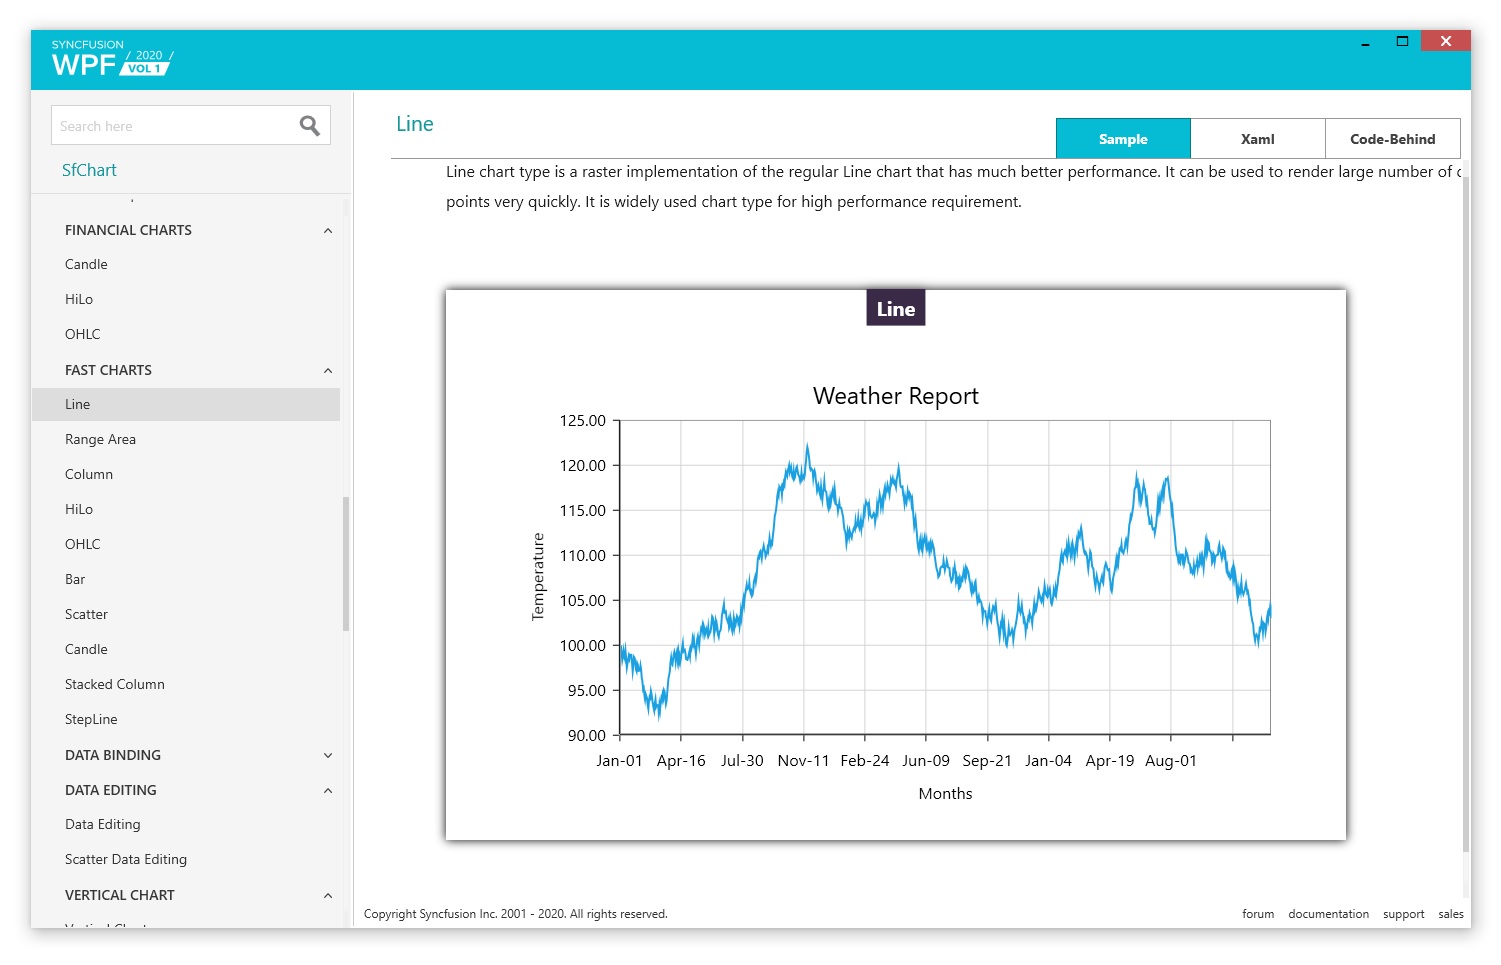 SYNCFUSION
WPF / 2020 / VOL 1
Search here
SfChart
FINANCIAL CHARTS
Candle
HiLo
OHLC
FAST CHARTS
Line
Range Area
Column
HiLo
OHLC
Bar
Scatter
Candle
Stacked Column
StepLine
DATA BINDING
DATA EDITING
Data Editing
Scatter Data Editing
VERTICAL CHART
Line
Sample
Xaml
Code-Behind
Line chart type is a raster implementation of the regular Line chart that has much better performance. It can be used to render large number of
points very quickly. It is widely used chart type for high performance requirement.
Line
Weather Report
125.00
120.00
115.00
110.00
105.00
100.00
95.00
90.00
Temperature
Jan-01 Apr-16 Jul-30 Nov-11 Feb-24 Jun-09 Sep-21 Jan-04 Apr-19 Aug-01
Months
Copyright Syncfusion Inc. 2001 - 2020. All rights reserved.
forum documentation support sales